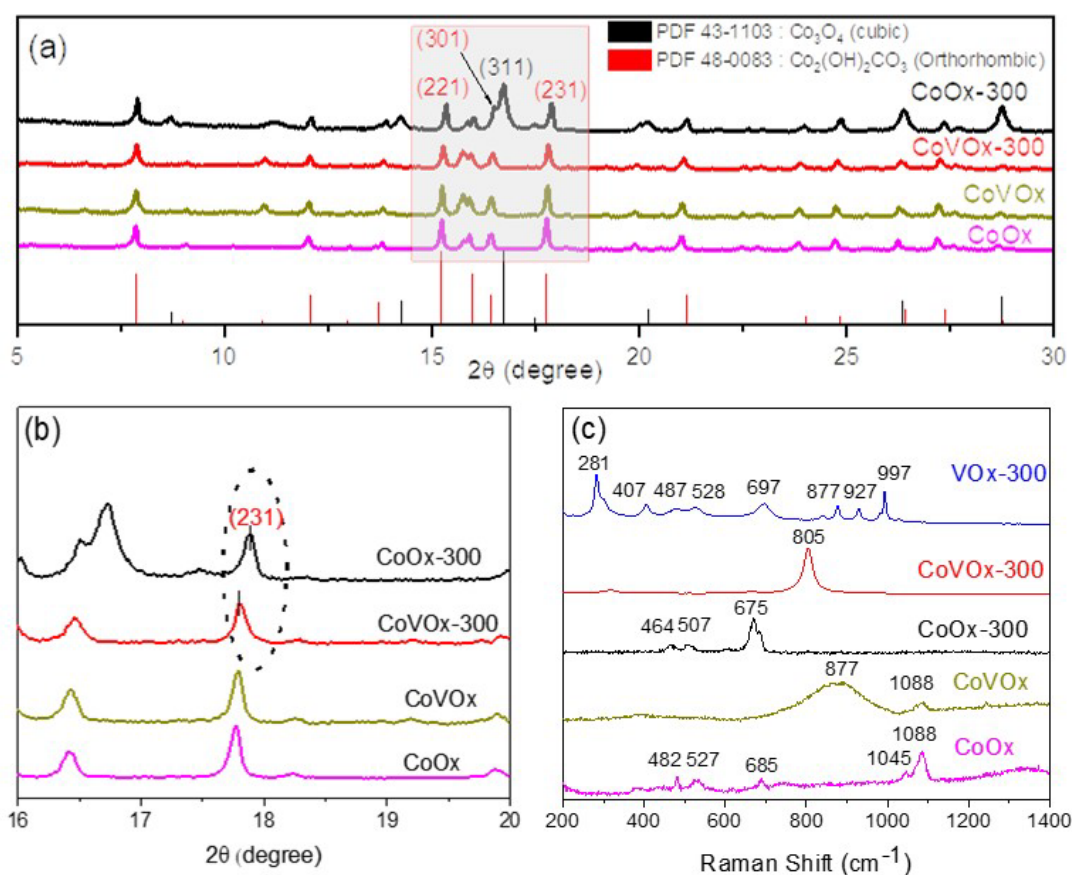 (a)
PDF 43-1103 : Co₃O₄ (cubic)
PDF 48-0083 : Co₂(OH)₂CO₃ (Orthorhombic)
(301)
(311)
(221)
(231)
CoOx-300
CoVOx-300
CoVOx
CoOx
5 10 15 20 25 30
2θ (degree)
(b)
(231)
CoOx-300
CoVOx-300
CoVOx
CoOx
16 17 18 19 20
2θ (degree)
(c)
281 407 487 528 697 877 927 997
VOx-300
805
CoVOx-300
464 507 675
CoOx-300
877 1088
CoVOx
482 527 685 1045 1088
CoOx
200 400 600 800 1000 1200 1400
Raman Shift (cm⁻¹)